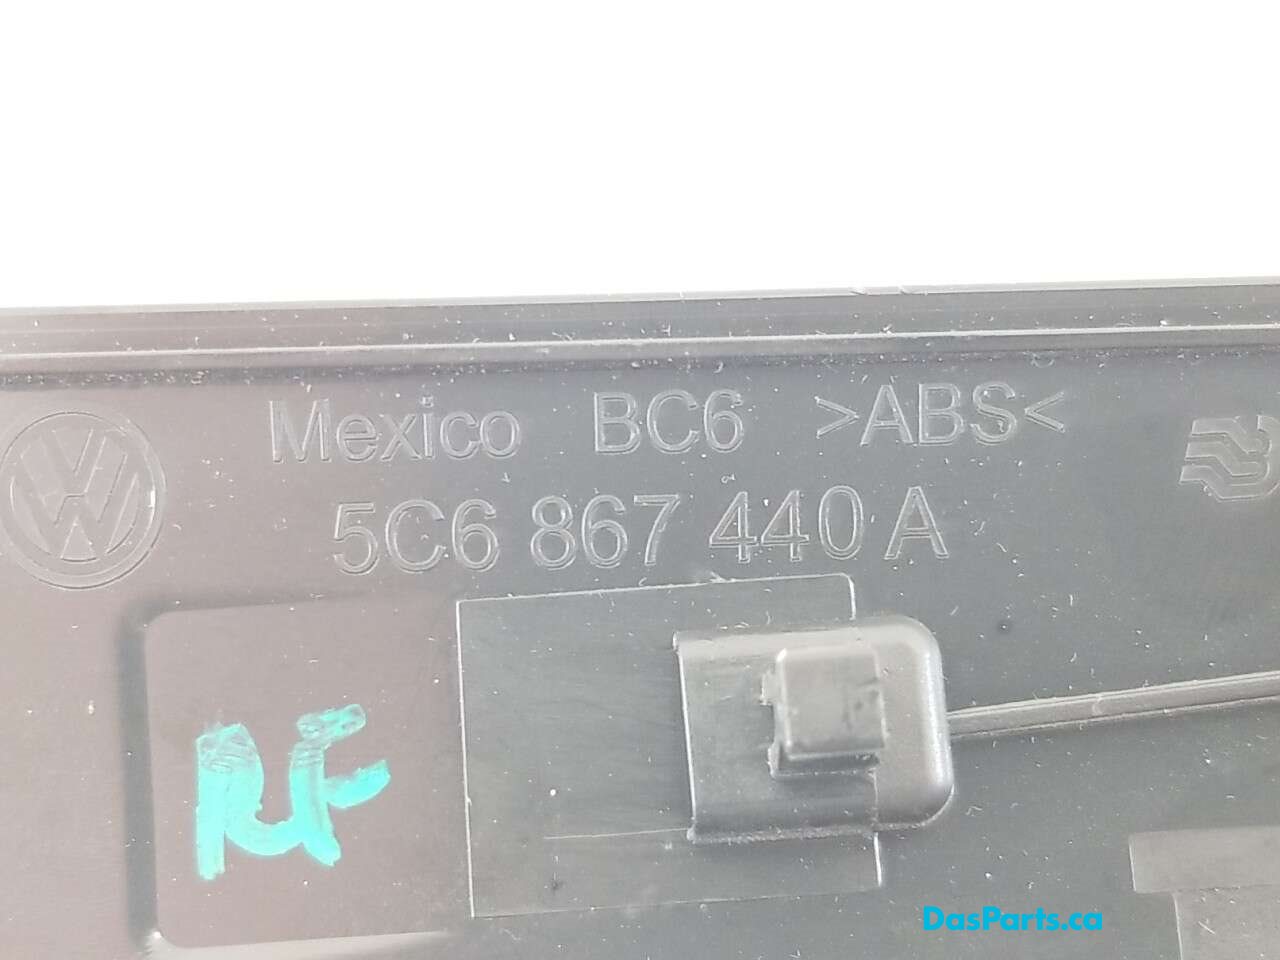 Mexico BC6 >ABS<
5C6 867 440 A
RF
DasParts.ca